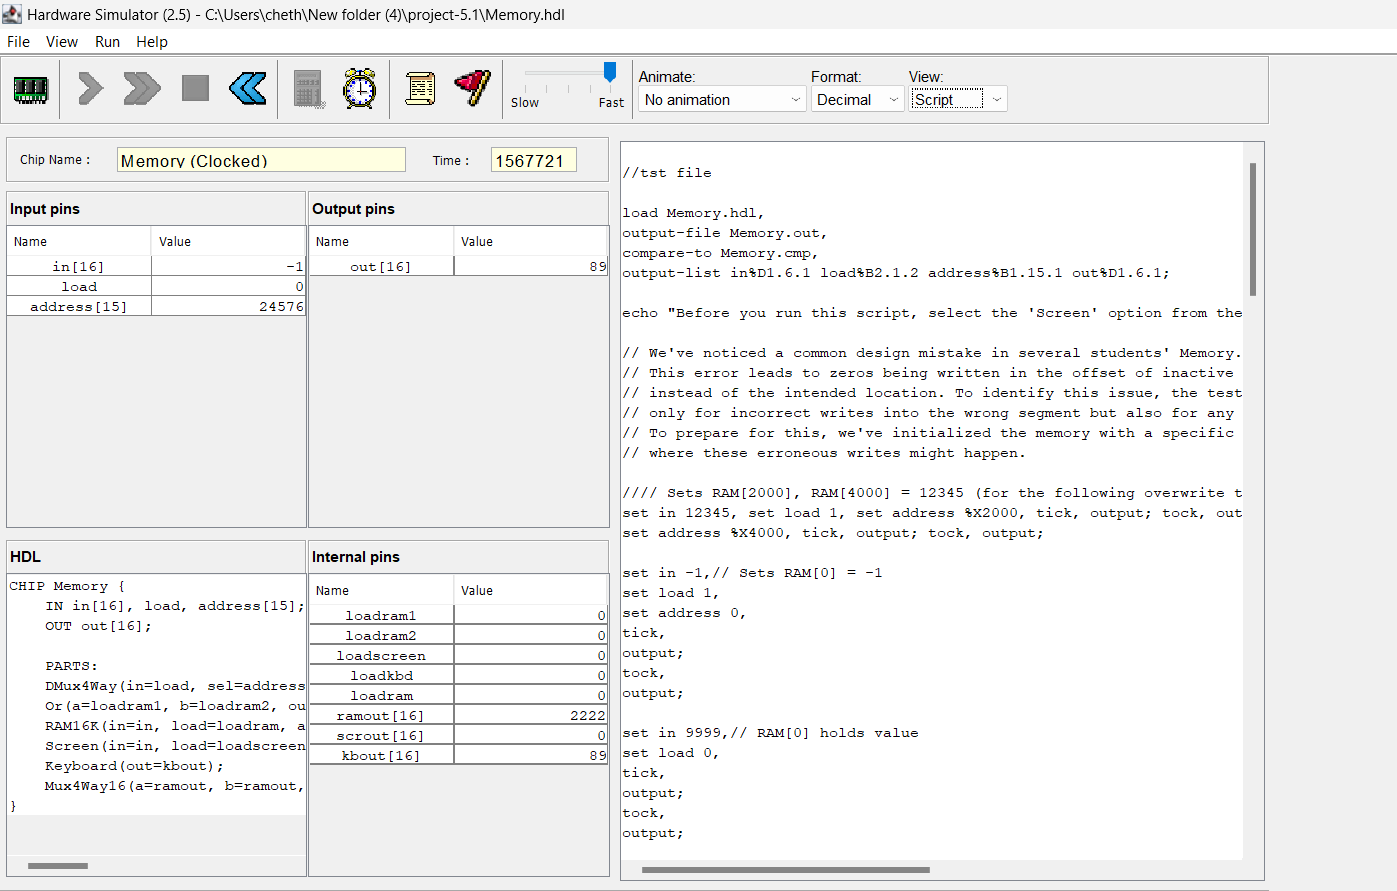 Hardware Simulator (2.5) - C:\Users\cheth\New folder (4)\project-5.1\Memory.hdl
File View Run Help
Slow Fast
Animate: Format: View:
No animation Decimal Script
Chip Name : Memory (Clocked) Time : 1567721
Input pins
Name Value
in[16] -1
load 0
address[15] 24576
Output pins
Name Value
out[16] 89
HDL
CHIP Memory {
IN in[16], load, address[15];
OUT out[16];
PARTS:
DMux4Way(in=load, sel=address
Or(a=loadram1, b=loadram2, ou
RAM16K(in=in, load=loadram, a
Screen(in=in, load=loadscreen
Keyboard(out=kbout);
Mux4Way16(a=ramout, b=ramout,
}
Internal pins
Name Value
loadram1 0
loadram2 0
loadscreen 0
loadkbd 0
loadram 0
ramout[16] 2222
scrout[16] 0
kbout[16] 89
//tst file
load Memory.hdl,
output-file Memory.out,
compare-to Memory.cmp,
output-list in%D1.6.1 load%B2.1.2 address%B1.15.1 out%D1.6.1;
echo "Before you run this script, select the 'Screen' option from the
// We've noticed a common design mistake in several students' Memory.
// This error leads to zeros being written in the offset of inactive
// instead of the intended location. To identify this issue, the test
// only for incorrect writes into the wrong segment but also for any
// To prepare for this, we've initialized the memory with a specific
// where these erroneous writes might happen.
//// Sets RAM[2000], RAM[4000] = 12345 (for the following overwrite t
set in 12345, set load 1, set address %X2000, tick, output; tock, out
set address %X4000, tick, output; tock, output;
set in -1,// Sets RAM[0] = -1
set load 1,
set address 0,
tick,
output;
tock,
output;
set in 9999,// RAM[0] holds value
set load 0,
tick,
output;
tock,
output;